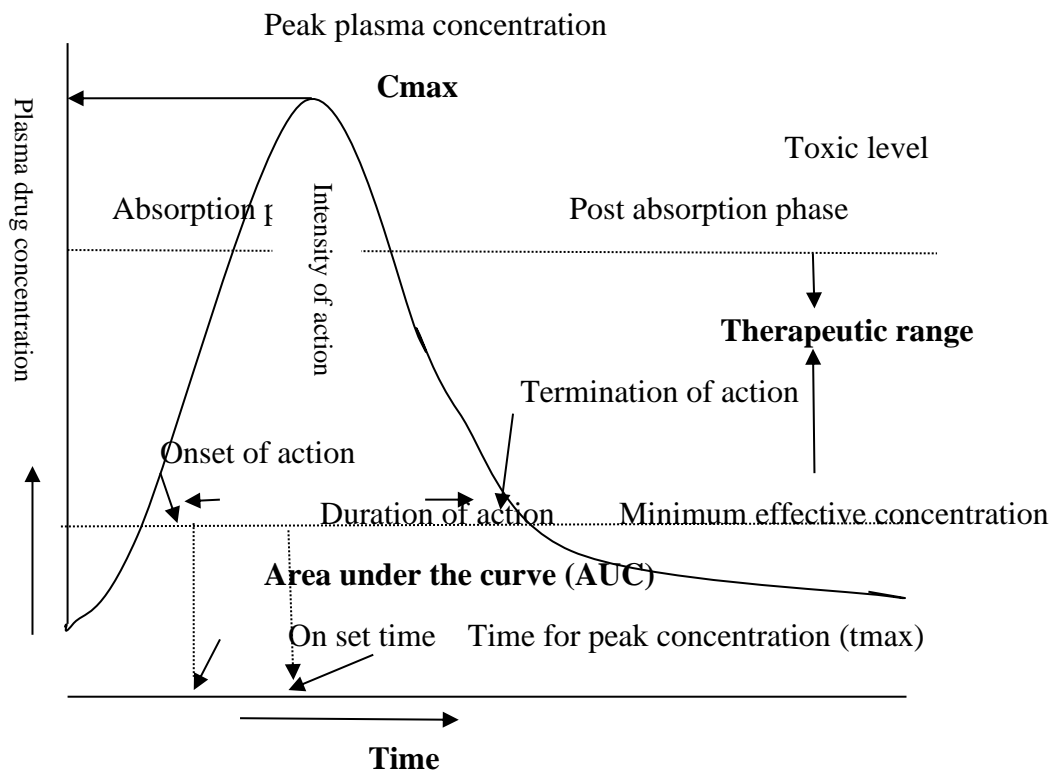 Peak plasma concentration
Cmax
Plasma drug concentration
Toxic level
Absorption p
Intensity of action
Post absorption phase
Therapeutic range
Termination of action
Onset of action
Duration of action
Minimum effective concentration
Area under the curve (AUC)
On set time
Time for peak concentration (tmax)
Time